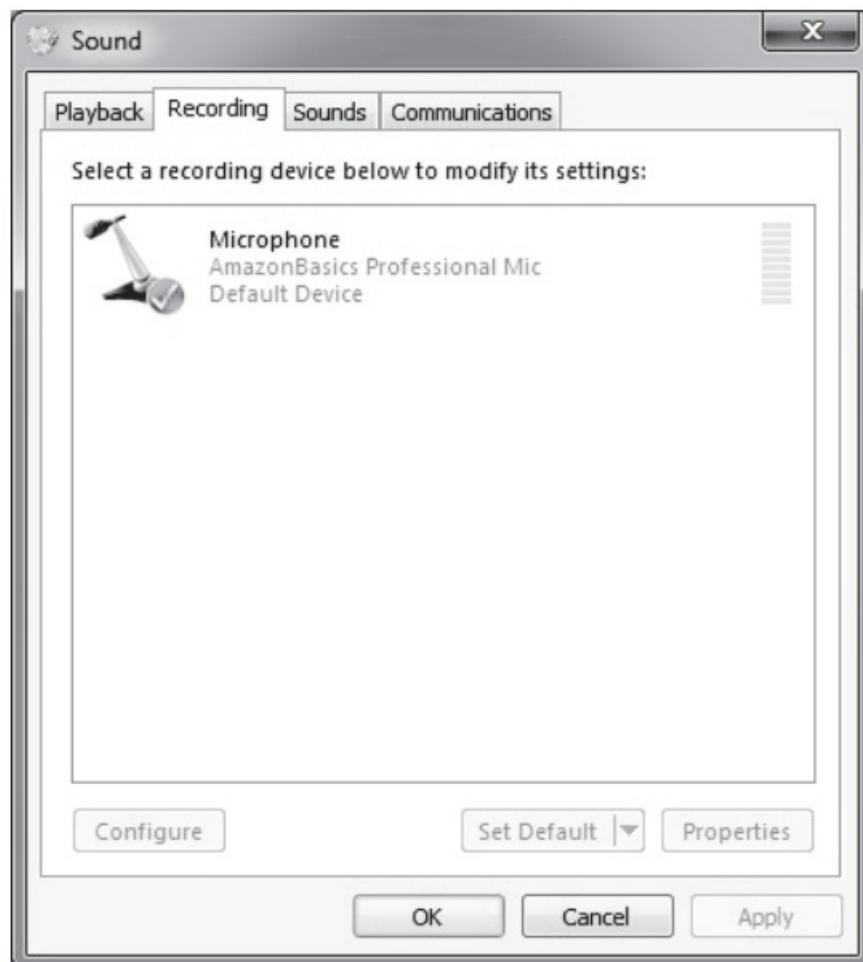 Sound
Playback Recording Sounds Communications
Select a recording device below to modify its settings:
Microphone
AmazonBasics Professional Mic
Default Device
Configure Set Default Properties
OK Cancel Apply